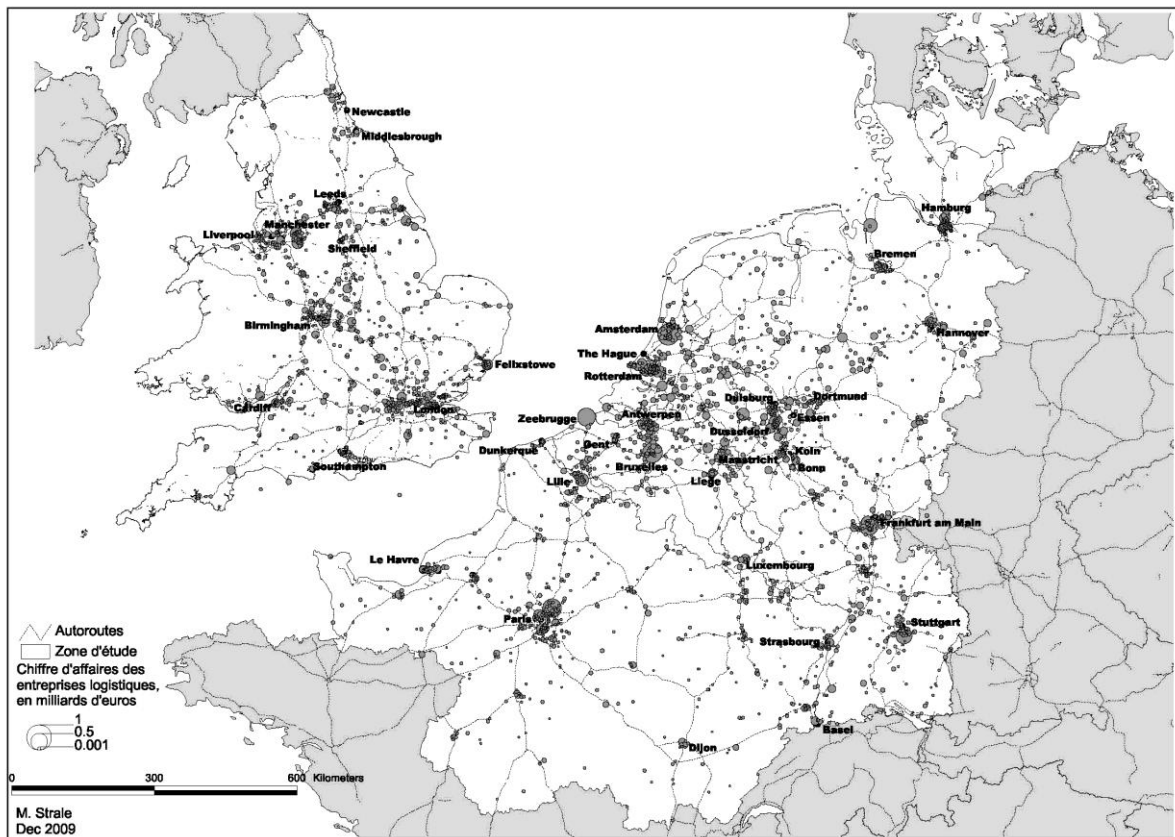 Newcastle
Middlesbrough
Leeds
Manchester
Liverpool
Sheffield
Hamburg
Bremen
Birmingham
Amsterdam
Hannover
The Hague
Felixstowe
Rotterdam
Duisburg
Dortmund
Cardiff
London
Zeebrugge
Antwerpen
Essen
Dusseldorf
Gent
Dunkerque
Koln
Southampton
Bruxelles
Maastricht
Bonn
Lille
Liege
Frankfurt am Main
Le Havre
Luxembourg
Paris
Stuttgart
Strasbourg
Basel
Dijon
Autoroutes
Zone d'étude
Chiffre d'affaires des
entreprises logistiques,
en milliards d'euros
1
0.5
0.001
0 300 600 Kilometers
M. Strale
Dec 2009